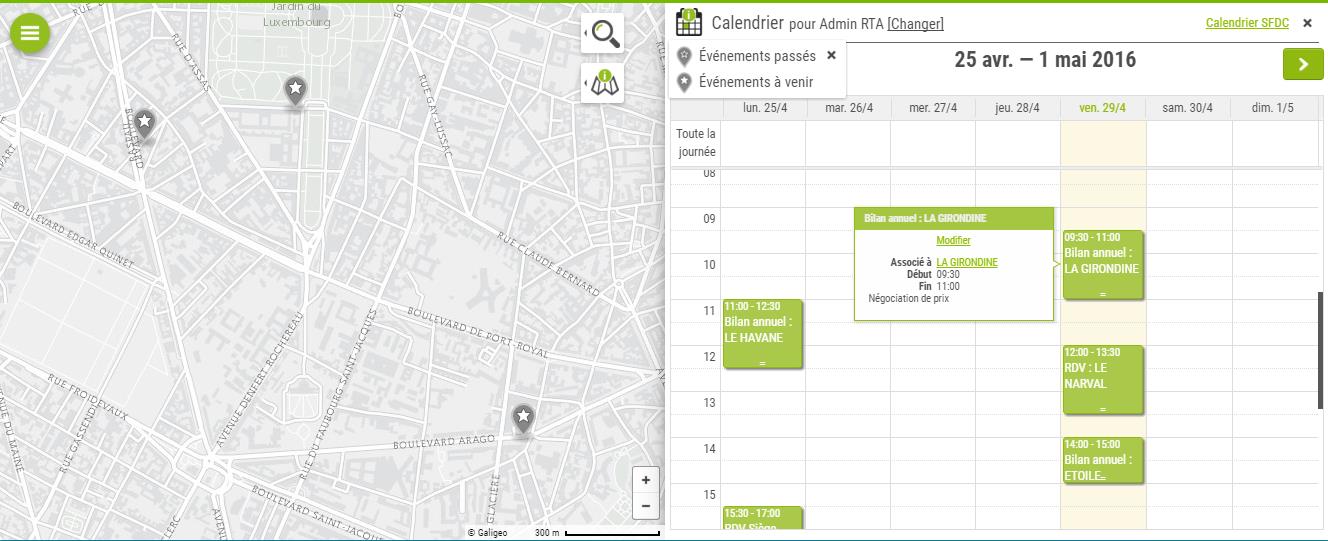 Jardin du
Luxembourg
RUE D'ASSAS
BOULEVARD
RASPAIL
RUE GAY-LUSSAC
BOULEVARD EDGAR QUINET
RUE CLAUDE BERNARD
BOULEVARD DE PORT-ROYAL
AVENUE DENFERT ROCHEREAU
RUE DU FAUBOURG SAINT-JACQUES
RUE FROIDEVAUX
RUE GASSENDI
AVENUE DU MAINE
BOULEVARD ARAGO
BOULEVARD SAINT-JACQUES
GLACIÈRE
+
−
© Galigeo
300 m
Calendrier pour Admin RTA [Changer]
Calendrier SFDC
×
Événements passés ×
Événements à venir
25 avr. — 1 mai 2016
lun. 25/4
mar. 26/4
mer. 27/4
jeu. 28/4
ven. 29/4
sam. 30/4
dim. 1/5
Toute la
journée
08
09
10
11
12
13
14
15
11:00 - 12:30
Bilan annuel :
LE HAVANE
15:30 - 17:00
RDV Siège
Bilan annuel : LA GIRONDINE
Modifier
Associé à LA GIRONDINE
Début 09:30
Fin 11:00
Négociation de prix
09:30 - 11:00
Bilan annuel :
LA GIRONDINE
12:00 - 13:30
RDV : LE
NARVAL
14:00 - 15:00
Bilan annuel :
ETOILE